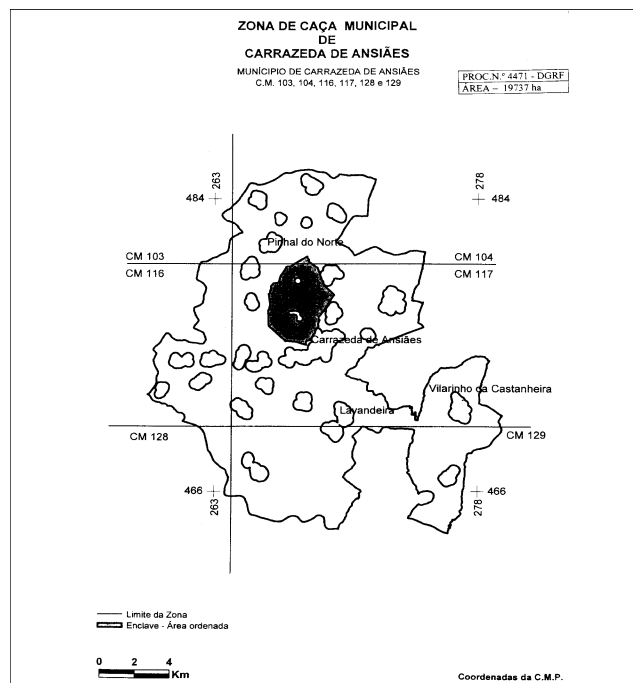 ZONA DE CAÇA MUNICIPAL
DE
CARRAZEDA DE ANSIÃES
MUNÍCIPIO DE CARRAZEDA DE ANSIÃES
C.M. 103, 104, 116, 117, 128 e 129
PROC.N.º 4471 - DGRF
ÁREA – 19737 ha
263
278
484
484
Pinhal do Norte
CM 103
CM 104
CM 116
CM 117
Carrazeda de Ansiães
Vilarinho da Castanheira
Lavandeira
CM 128
CM 129
466
466
263
278
Limite da Zona
Enclave - Área ordenada
0 2 4
Km
Coordenadas da C.M.P.